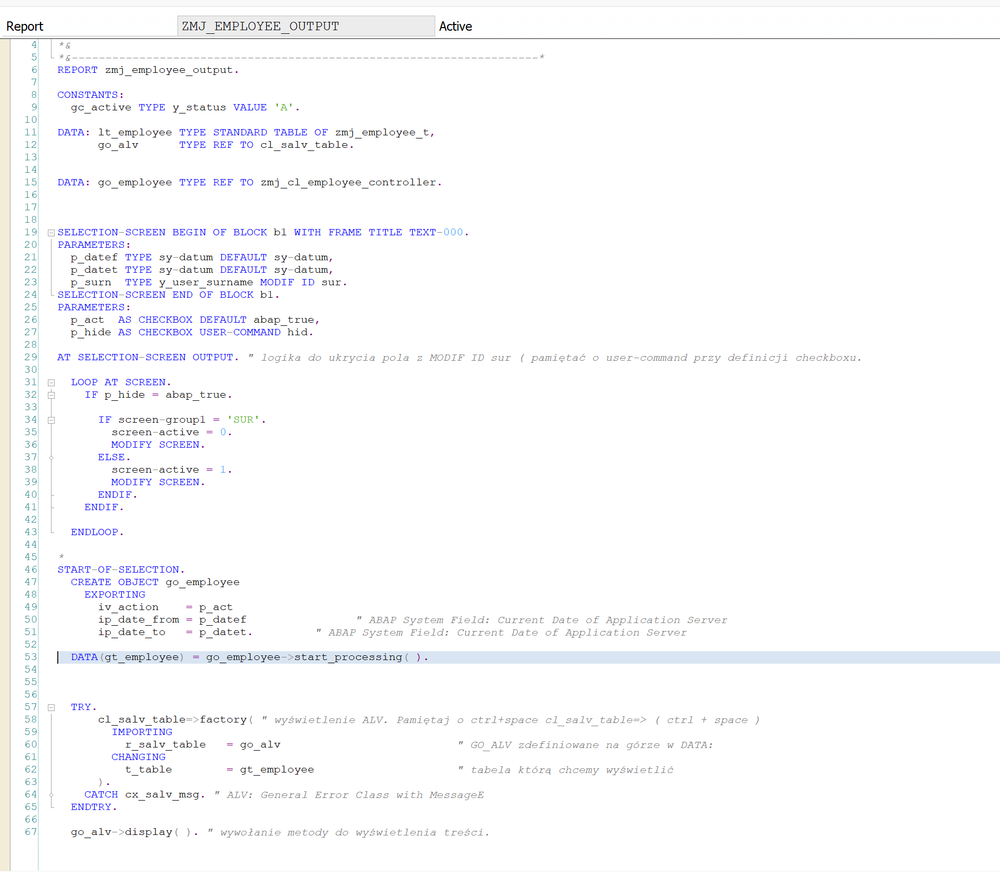 Report ZMJ_EMPLOYEE_OUTPUT Active
4 *&
5 *&---------------------------------------------------------------------*
6 REPORT zmj_employee_output.
7
8 CONSTANTS:
9 gc_active TYPE y_status VALUE 'A'.
10
11 DATA: lt_employee TYPE STANDARD TABLE OF zmj_employee_t,
12 go_alv TYPE REF TO cl_salv_table.
13
14
15 DATA: go_employee TYPE REF TO zmj_cl_employee_controller.
16
17
18
19 SELECTION-SCREEN BEGIN OF BLOCK b1 WITH FRAME TITLE TEXT-000.
20 PARAMETERS:
21 p_datef TYPE sy-datum DEFAULT sy-datum,
22 p_datet TYPE sy-datum DEFAULT sy-datum,
23 p_surn TYPE y_user_surname MODIF ID sur.
24 SELECTION-SCREEN END OF BLOCK b1.
25 PARAMETERS:
26 p_act AS CHECKBOX DEFAULT abap_true,
27 p_hide AS CHECKBOX USER-COMMAND hid.
28
29 AT SELECTION-SCREEN OUTPUT. " logika do ukrycia pola z MODIF ID sur ( pamiętać o user-command przy definicji checkboxu.
30
31 LOOP AT SCREEN.
32 IF p_hide = abap_true.
33
34 IF screen-group1 = 'SUR'.
35 screen-active = 0.
36 MODIFY SCREEN.
37 ELSE.
38 screen-active = 1.
39 MODIFY SCREEN.
40 ENDIF.
41 ENDIF.
42
43 ENDLOOP.
44
45 *
46 START-OF-SELECTION.
47 CREATE OBJECT go_employee
48 EXPORTING
49 iv_action = p_act
50 ip_date_from = p_datef " ABAP System Field: Current Date of Application Server
51 ip_date_to = p_datet. " ABAP System Field: Current Date of Application Server
52
53 DATA(gt_employee) = go_employee->start_processing( ).
54
55
56
57 TRY.
58 cl_salv_table=>factory( " wyświetlenie ALV. Pamiętaj o ctrl+space cl_salv_table=> ( ctrl + space )
59 IMPORTING
60 r_salv_table = go_alv " GO_ALV zdefiniowane na górze w DATA:
61 CHANGING
62 t_table = gt_employee " tabela którą chcemy wyświetlić
63 ).
64 CATCH cx_salv_msg. " ALV: General Error Class with MessageE
65 ENDTRY.
66
67 go_alv->display( ). " wywołanie metody do wyświetlenia treści.